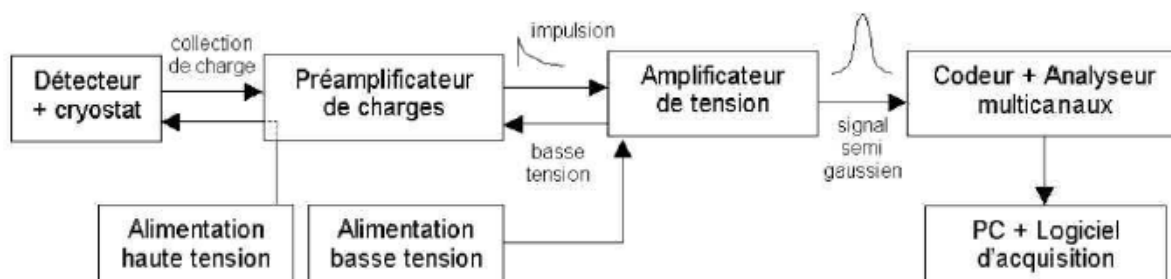 collection
de charge
impulsion
Détecteur
+ cryostat
Préamplificateur
de charges
Amplificateur
de tension
Codeur + Analyseur
multicanaux
basse
tension
signal
semi
gaussien
Alimentation
haute tension
Alimentation
basse tension
PC + Logiciel
d'acquisition